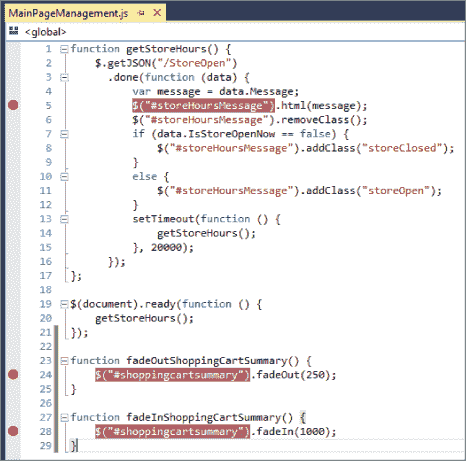 MainPageManagement.js
<global>
1 function getStoreHours() {
2 $.getJSON("/StoreOpen")
3 .done(function (data) {
4 var message = data.Message;
5 $("#storeHoursMessage").html(message);
6 $("#storeHoursMessage").removeClass();
7 if (data.IsStoreOpenNow == false) {
8 $("#storeHoursMessage").addClass("storeClosed");
9 }
10 else {
11 $("#storeHoursMessage").addClass("storeOpen");
12 }
13 setTimeout(function () {
14 getStoreHours();
15 }, 20000);
16 });
17 };
18
19 $(document).ready(function () {
20 getStoreHours();
21 });
22
23 function fadeOutShoppingCartSummary() {
24 $("#shoppingcartsummary").fadeOut(250);
25 }
26
27 function fadeInShoppingCartSummary() {
28 $("#shoppingcartsummary").fadeIn(1000);
29 }